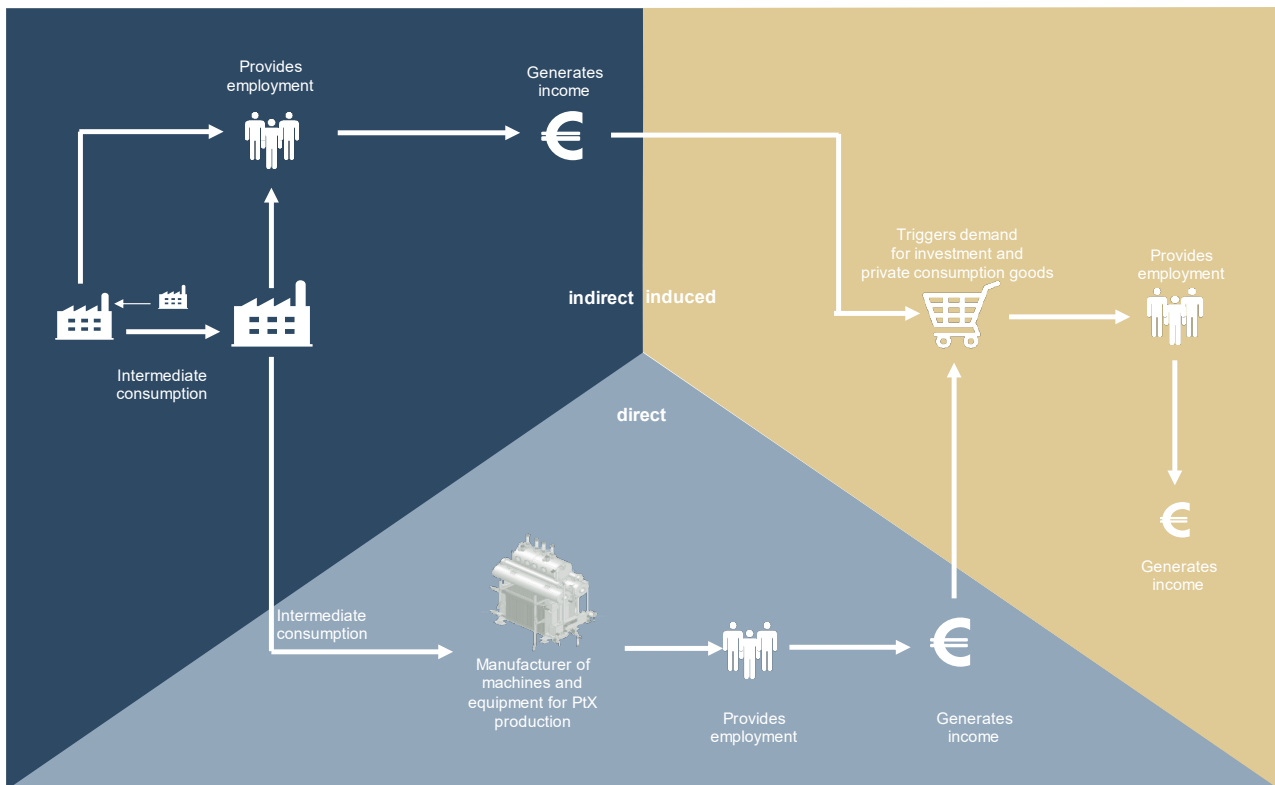 Provides
employment
Generates
income
Triggers demand
for investment and
private consumption goods
Provides
employment
indirect
induced
Intermediate
consumption
direct
Generates
income
Intermediate
consumption
Manufacturer of
machines and
equipment for PtX
production
Provides
employment
Generates
income